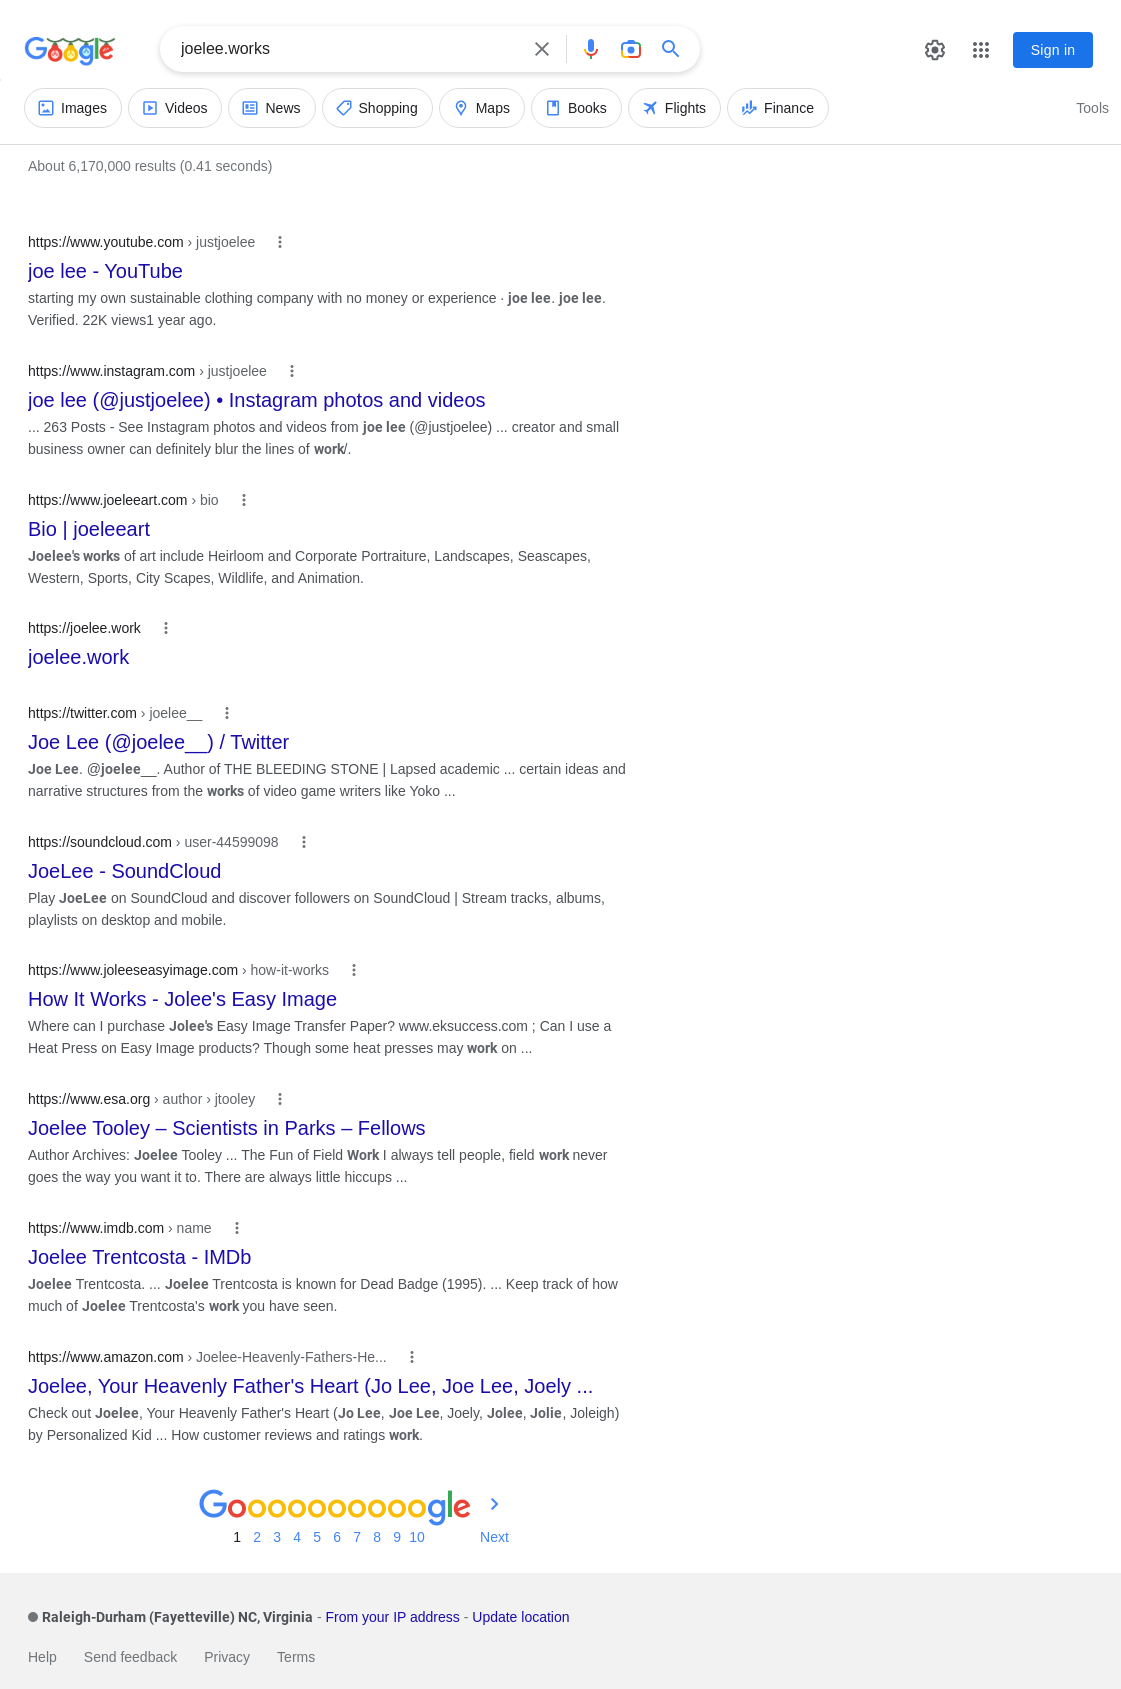 Google
joelee.works
Sign in
Images Videos News Shopping Maps Books Flights Finance Tools
About 6,170,000 results (0.41 seconds)
https://www.youtube.com › justjoelee
joe lee - YouTube
starting my own sustainable clothing company with no money or experience · joe lee. joe lee.
Verified. 22K views1 year ago.
https://www.instagram.com › justjoelee
joe lee (@justjoelee) • Instagram photos and videos
... 263 Posts - See Instagram photos and videos from joe lee (@justjoelee) ... creator and small
business owner can definitely blur the lines of work/.
https://www.joeleeart.com › bio
Bio | joeleeart
Joelee's works of art include Heirloom and Corporate Portraiture, Landscapes, Seascapes,
Western, Sports, City Scapes, Wildlife, and Animation.
https://joelee.work
joelee.work
https://twitter.com › joelee__
Joe Lee (@joelee__) / Twitter
Joe Lee. @joelee__. Author of THE BLEEDING STONE | Lapsed academic ... certain ideas and
narrative structures from the works of video game writers like Yoko ...
https://soundcloud.com › user-44599098
JoeLee - SoundCloud
Play JoeLee on SoundCloud and discover followers on SoundCloud | Stream tracks, albums,
playlists on desktop and mobile.
https://www.joleeseasyimage.com › how-it-works
How It Works - Jolee's Easy Image
Where can I purchase Jolee's Easy Image Transfer Paper? www.eksuccess.com ; Can I use a
Heat Press on Easy Image products? Though some heat presses may work on ...
https://www.esa.org › author › jtooley
Joelee Tooley – Scientists in Parks – Fellows
Author Archives: Joelee Tooley ... The Fun of Field Work I always tell people, field work never
goes the way you want it to. There are always little hiccups ...
https://www.imdb.com › name
Joelee Trentcosta - IMDb
Joelee Trentcosta. ... Joelee Trentcosta is known for Dead Badge (1995). ... Keep track of how
much of Joelee Trentcosta's work you have seen.
https://www.amazon.com › Joelee-Heavenly-Fathers-He...
Joelee, Your Heavenly Father's Heart (Jo Lee, Joe Lee, Joely ...
Check out Joelee, Your Heavenly Father's Heart (Jo Lee, Joe Lee, Joely, Jolee, Jolie, Joleigh)
by Personalized Kid ... How customer reviews and ratings work.
Goooooooooogle
1 2 3 4 5 6 7 8 9 10 Next
Raleigh-Durham (Fayetteville) NC, Virginia - From your IP address - Update location
Help Send feedback Privacy Terms